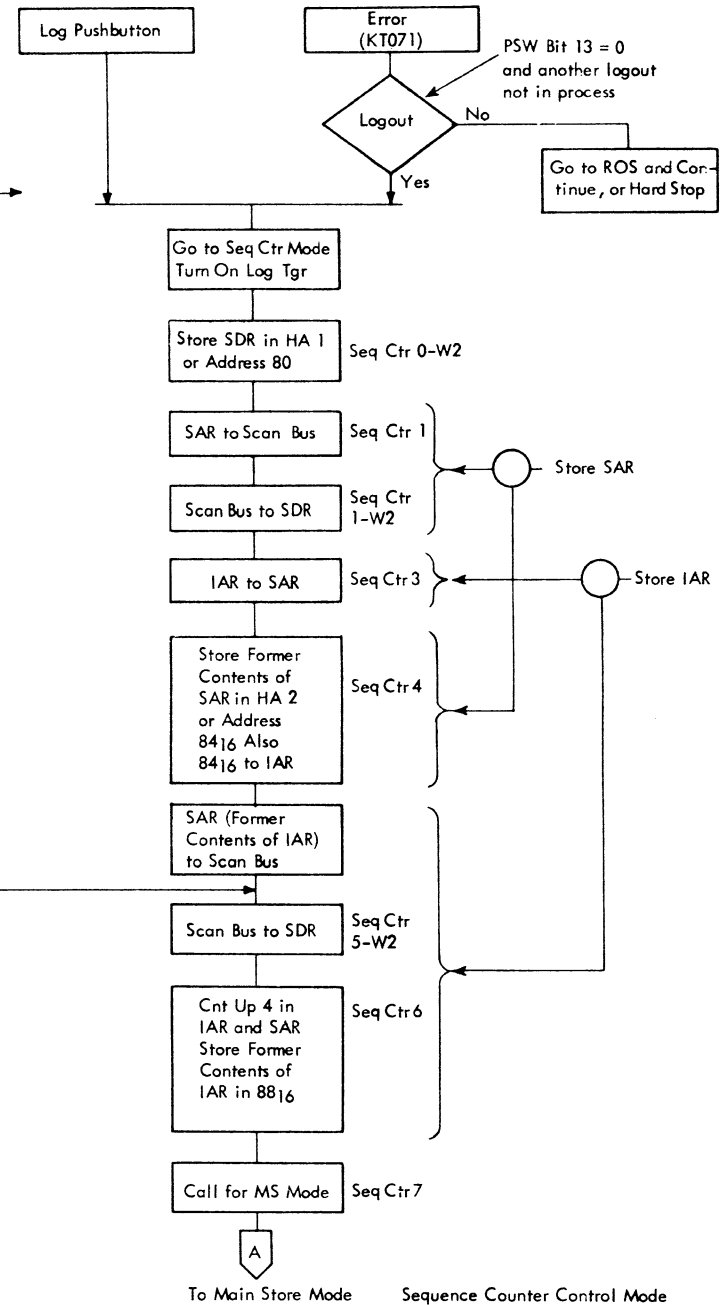 Log Pushbutton
Error
(KT071)
PSW Bit 13 = 0
and another logout
not in process
Logout
No
Yes
Go to ROS and Con-
tinue, or Hard Stop
Go to Seq Ctr Mode
Turn On Log Tgr
Store SDR in HA 1
or Address 80
Seq Ctr 0-W2
SAR to Scan Bus
Seq Ctr 1
Store SAR
Scan Bus to SDR
Seq Ctr
1-W2
IAR to SAR
Seq Ctr 3
Store IAR
Store Former
Contents of
SAR in HA 2
or Address
84₁₆ Also
84₁₆ to IAR
Seq Ctr 4
SAR (Former
Contents of IAR)
to Scan Bus
Scan Bus to SDR
Seq Ctr
5-W2
Cnt Up 4 in
IAR and SAR
Store Former
Contents of
IAR in 88₁₆
Seq Ctr 6
Call for MS Mode
Seq Ctr 7
A
To Main Store Mode
Sequence Counter Control Mode